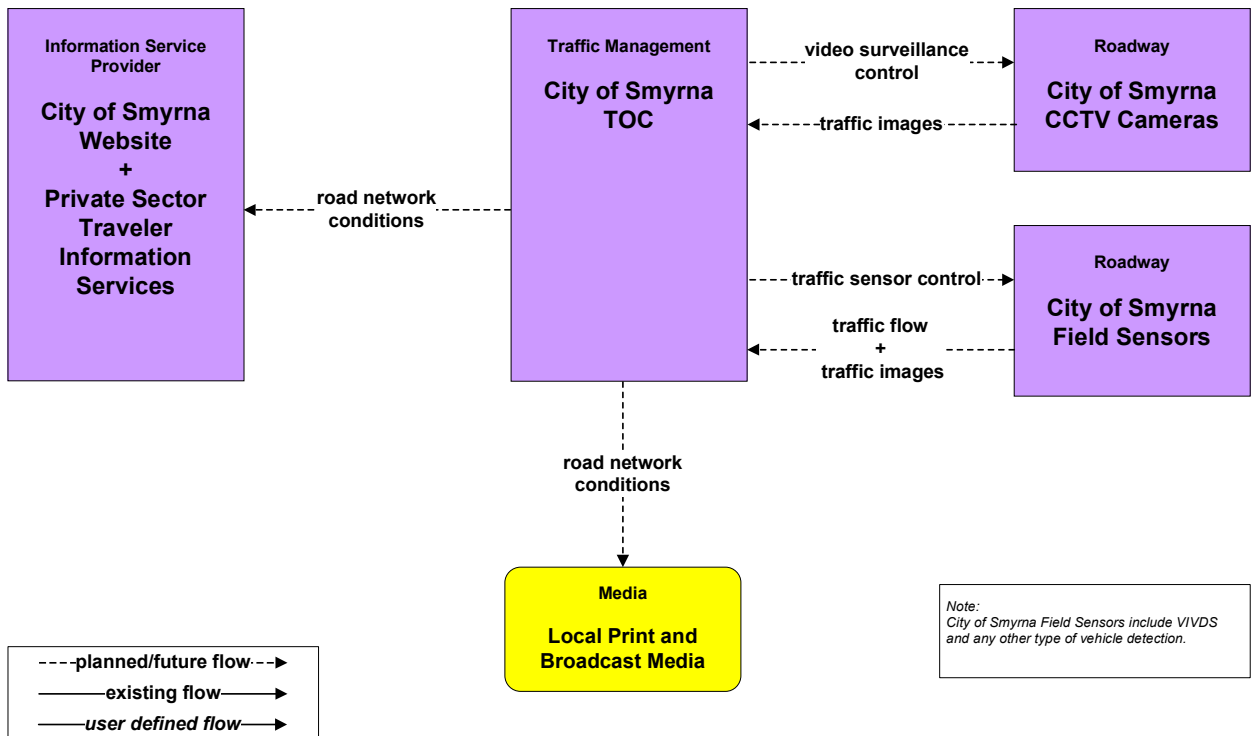 Information Service
Provider
City of Smyrna
Website
+
Private Sector
Traveler
Information
Services
road network
conditions
Traffic Management
City of Smyrna
TOC
video surveillance
control
traffic images
Roadway
City of Smyrna
CCTV Cameras
traffic sensor control
traffic flow
+
traffic images
Roadway
City of Smyrna
Field Sensors
road network
conditions
Media
Local Print and
Broadcast Media
Note:
City of Smyrna Field Sensors include VIVDS
and any other type of vehicle detection.
planned/future flow
existing flow
user defined flow